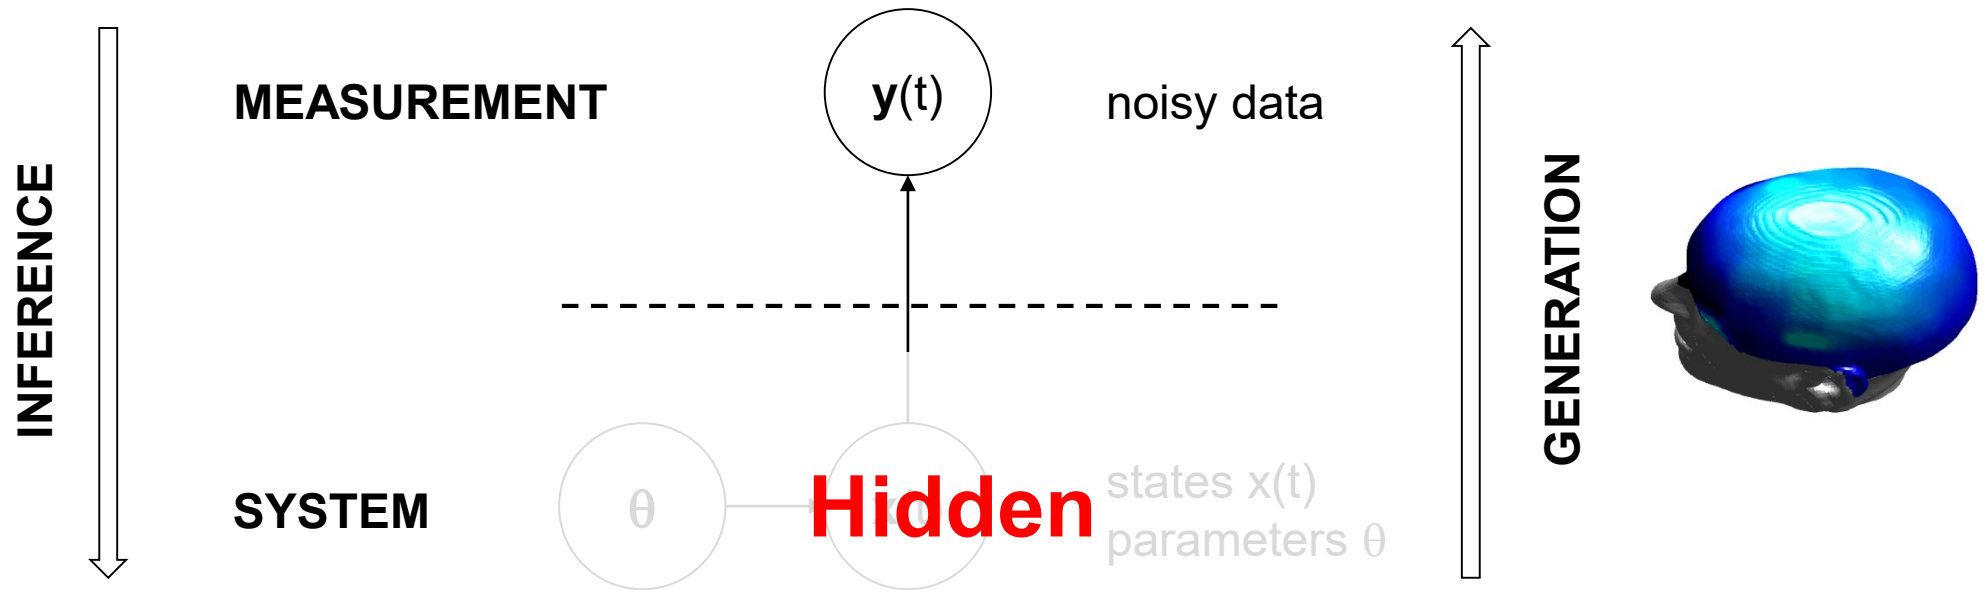 INFERENCE
MEASUREMENT
y(t)
noisy data
GENERATION
SYSTEM
θ
x(t)
Hidden
states x(t)
parameters θ